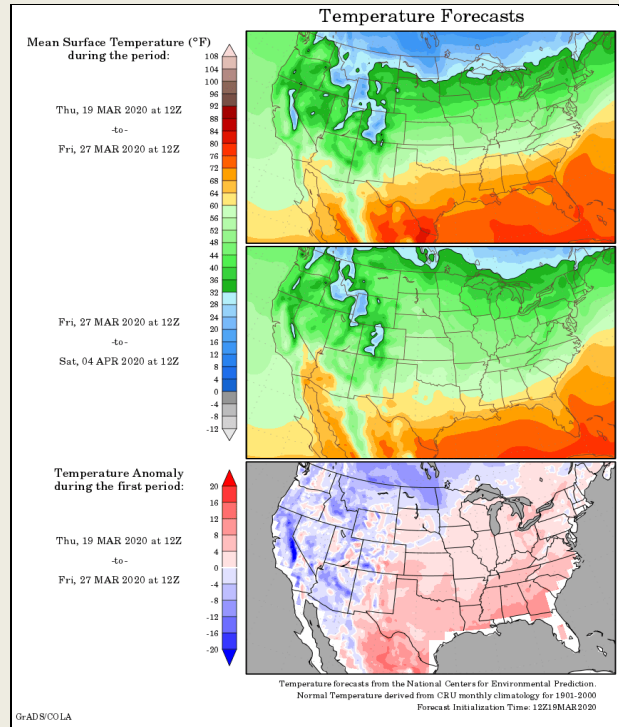 Temperature Forecasts
Mean Surface Temperature (°F)
during the period:
108
104
100
96
92
88
84
80
76
72
68
64
60
56
52
48
44
40
36
32
28
24
20
16
12
8
4
0
-4
-8
-12
Thu, 19 MAR 2020 at 12Z
-to-
Fri, 27 MAR 2020 at 12Z
Fri, 27 MAR 2020 at 12Z
-to-
Sat, 04 APR 2020 at 12Z
Temperature Anomaly
during the first period:
20
16
12
8
4
0
-4
-8
-12
-16
-20
Thu, 19 MAR 2020 at 12Z
-to-
Fri, 27 MAR 2020 at 12Z
Temperature forecasts from the National Centers for Environmental Prediction.
Normal Temperature derived from CRU monthly climatology for 1901-2000
Forecast Initialization Time: 12Z19MAR2020
GrADS/COLA